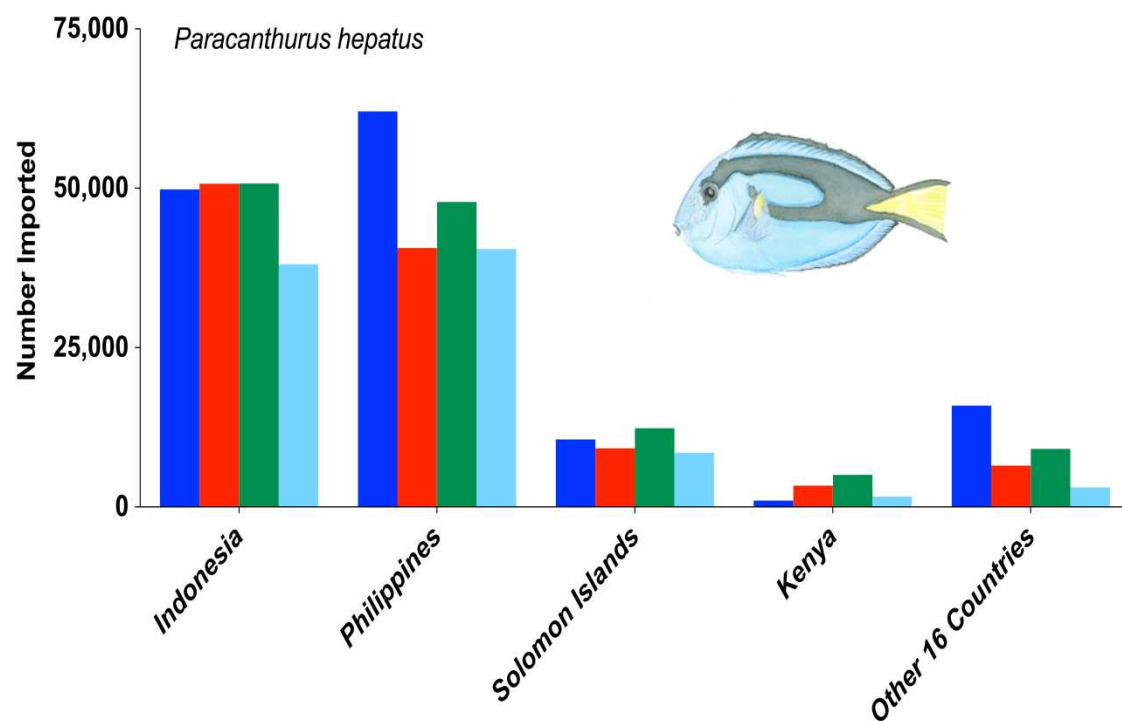 75,000
Paracanthurus hepatus
50,000
25,000
0
Number Imported
Indonesia
Philippines
Solomon Islands
Kenya
Other 16 Countries